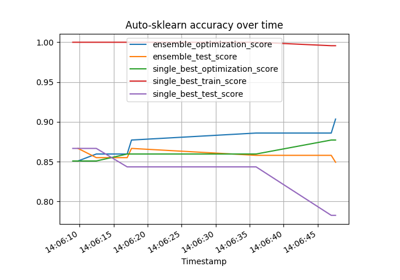 Auto-sklearn accuracy over time
1.00
0.95
0.90
0.85
0.80
ensemble_optimization_score
ensemble_test_score
single_best_optimization_score
single_best_train_score
single_best_test_score
14:06:10
14:06:15
14:06:20
14:06:25
14:06:30
14:06:35
14:06:40
14:06:45
Timestamp